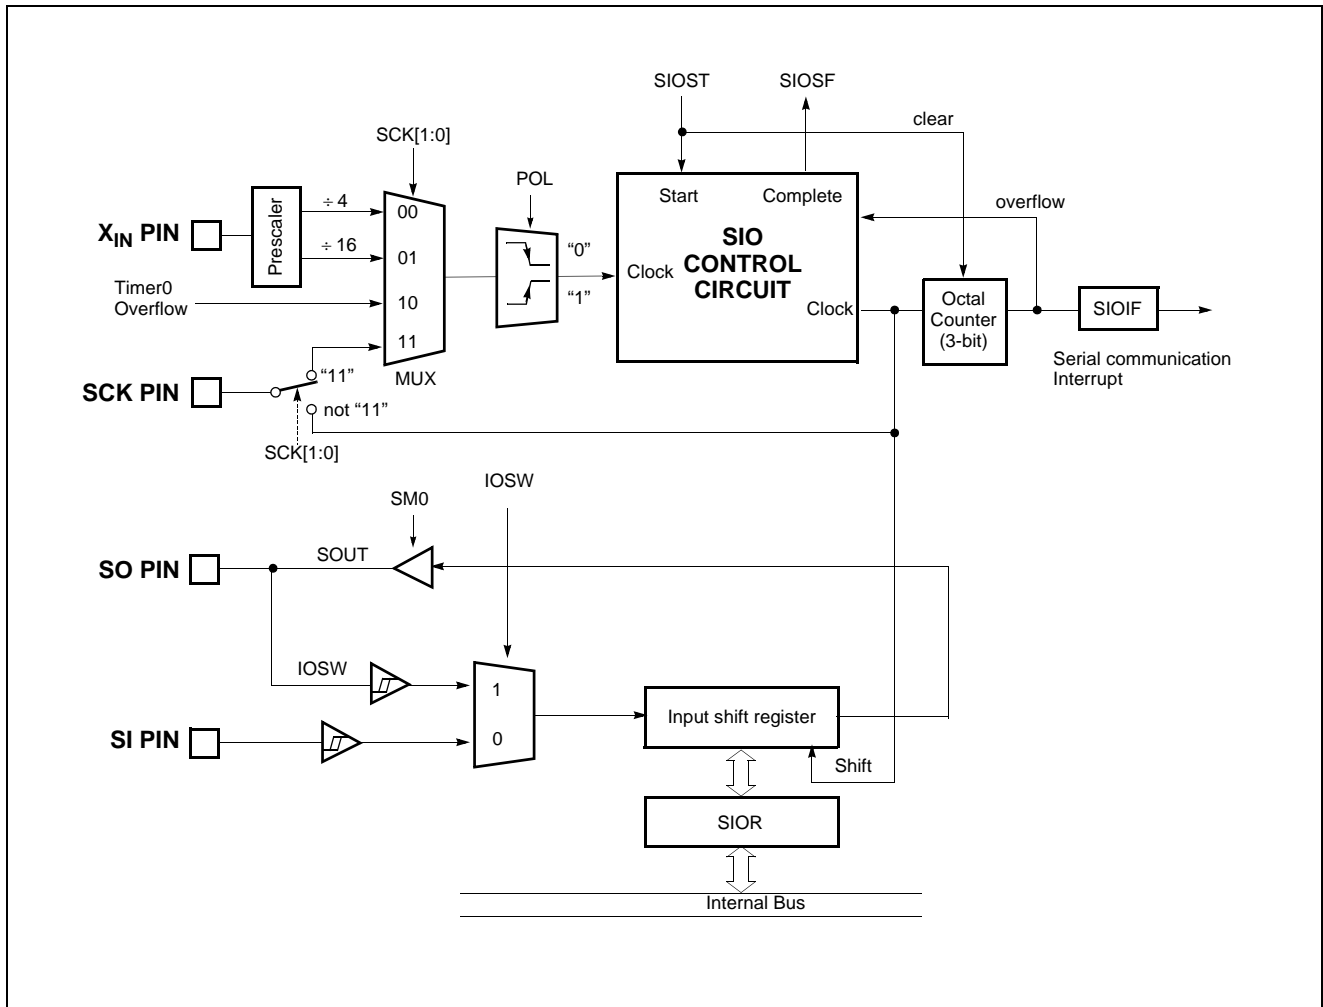 SIOST
SIOSF
clear
SCK[1:0]
POL
Start
Complete
overflow
÷ 4
00
XIN PIN
Prescaler
÷ 16
01
“0”
“1”
Clock
SIO
CONTROL
CIRCUIT
Timer0
Overflow
10
Clock
Octal
Counter
(3-bit)
SIOIF
11
MUX
Serial communication
Interrupt
SCK PIN
“11”
not “11”
SCK[1:0]
IOSW
SM0
SO PIN
SOUT
IOSW
1
SI PIN
0
Input shift register
Shift
SIOR
Internal Bus